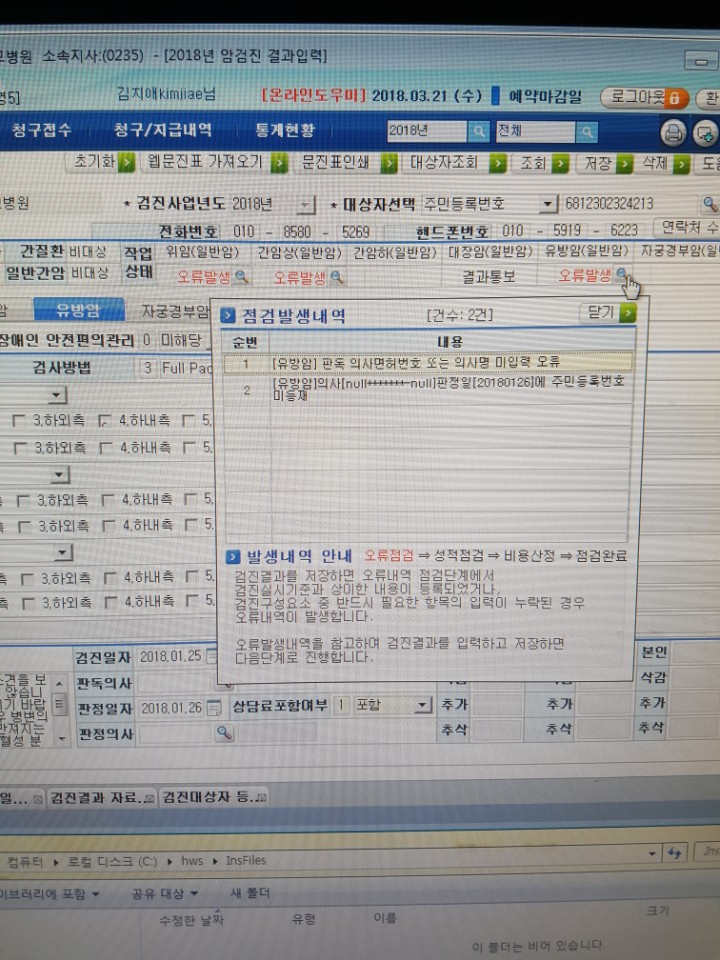 모병원 소속지사:(0235) - [2018년 암검진 결과입력]
명5] 김지애kimjiae님 [온라인도우미] 2018.03.21 (수) 예약마감일 로그아웃 환
청구접수 청구/지급내역 통계현황 2018년 전체
초기화 웹문진표 가져오기 문진표인쇄 대상자조회 조회 저장 삭제 도움
병원 * 검진사업년도 2018년 * 대상자선택 주민등록번호 6812302324213
전화번호 010 - 8580 - 5269 핸드폰번호 010 - 5919 - 6223 연락처 수
간질환 비대상 작업 위암(일반암) 간암상(일반암) 간암하(일반암) 대장암(일반암) 유방암(일반암) 자궁경부암(일
일반간암 비대상 상태 오류발생 오류발생 결과통보 오류발생
암 유방암 자궁경부암
장애인 안전편의관리 0 미해당
검사방법 3 Full Pac
3.하외측 4.하내측 5.
3.하외측 4.하내측 5.
측 3.하외측 4.하내측 5.
측 3.하외측 4.하내측 5.
측 3.하외측 4.하내측 5.
측 3.하외측 4.하내측 5.
점검발생내역 [건수: 2건] 닫기
순번 내용
1 [유방암] 판독 의사면허번호 또는 의사명 미입력 오류
2 [유방암]의사[null*******null]판정일[20180126]에 주민등록번호
미등재
발생내역 안내 오류점검 ⇒ 성적점검 ⇒ 비용산정 ⇒ 점검완료
검진결과를 저장하면 오류내역 점검단계에서
검진실시기준과 상이한 내용이 등록되었거나,
검진구성요소 중 반드시 필요한 항목의 입력이 누락된 경우
오류내역이 발생합니다.
오류발생내역을 참고하여 검진결과를 입력하고 저장하면
다음단계로 진행합니다.
검진일자 2018.01.25 본인
판독의사 삭감
판정일자 2018.01.26 상담료포함여부 1 포함 추가 추가 추가
판정의사 추삭 추삭 추삭
일... 검진결과 자료.. 검진대상자 등..
컴퓨터 ▸ 로컬 디스크 (C:) ▸ hws ▸ InsFiles Ins
이브러리에 포함 공유 대상 새 폴더
수정한 날짜 유형 이름 크기
이 폴더는 비어 있습니다.